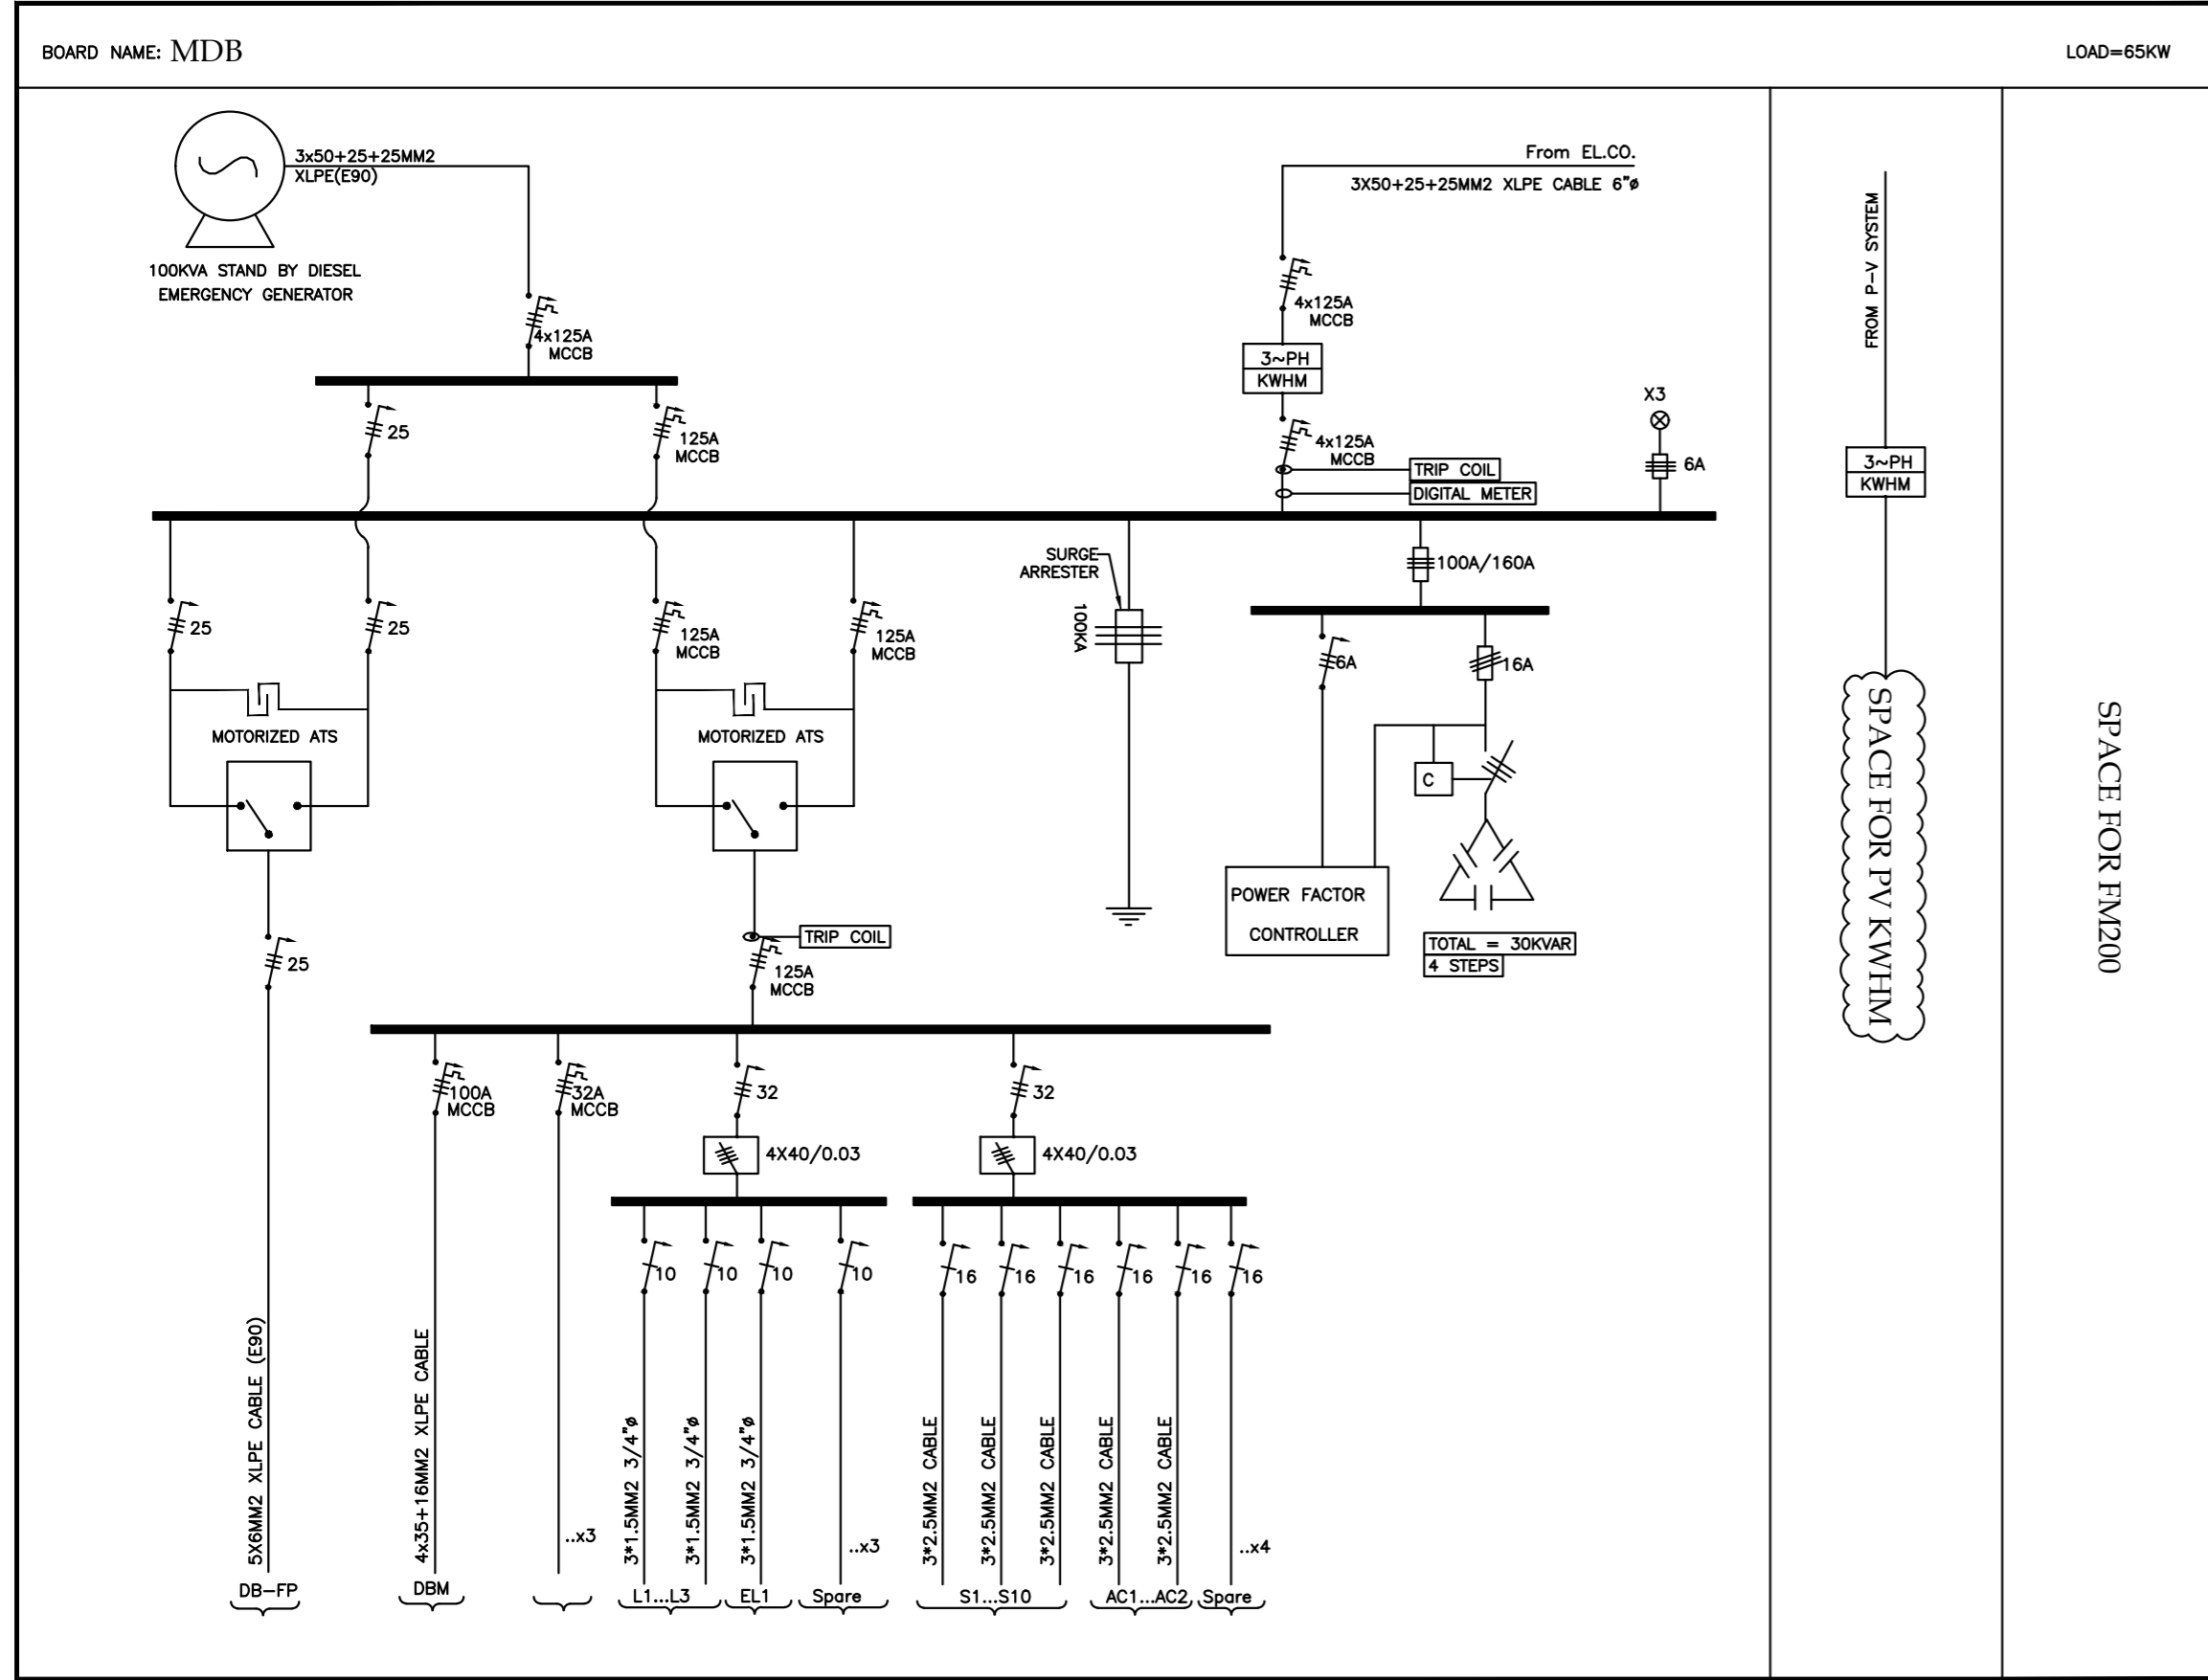 BOARD NAME: MDB
LOAD=65KW
3x50+25+25MM2
XLPE(E90)
100KVA STAND BY DIESEL
EMERGENCY GENERATOR
4x125A
MCCB
From EL.CO.
3X50+25+25MM2 XLPE CABLE 6"ø
4x125A
MCCB
3~PH
KWHM
4x125A
MCCB
TRIP COIL
DIGITAL METER
X3
6A
25
125A
MCCB
FROM P-V SYSTEM
3~PH
KWHM
SPACE FOR PV KWHM
SPACE FOR FM200
25
25
125A
MCCB
125A
MCCB
MOTORIZED ATS
MOTORIZED ATS
SURGE
ARRESTER
100KA
100A/160A
6A
16A
C
POWER FACTOR
CONTROLLER
TOTAL = 30KVAR
4 STEPS
25
TRIP COIL
125A
MCCB
100A
MCCB
32A
MCCB
32
32
4X40/0.03
4X40/0.03
10
10
10
10
16
16
16
16
16
16
5X6MM2 XLPE CABLE (E90)
4x35+16MM2 XLPE CABLE
..x3
3*1.5MM2 3/4"ø
3*1.5MM2 3/4"ø
3*1.5MM2 3/4"ø
..x3
3*2.5MM2 CABLE
3*2.5MM2 CABLE
3*2.5MM2 CABLE
3*2.5MM2 CABLE
3*2.5MM2 CABLE
..x4
DB-FP
DBM
L1...L3
EL1
Spare
S1...S10
AC1...AC2
Spare